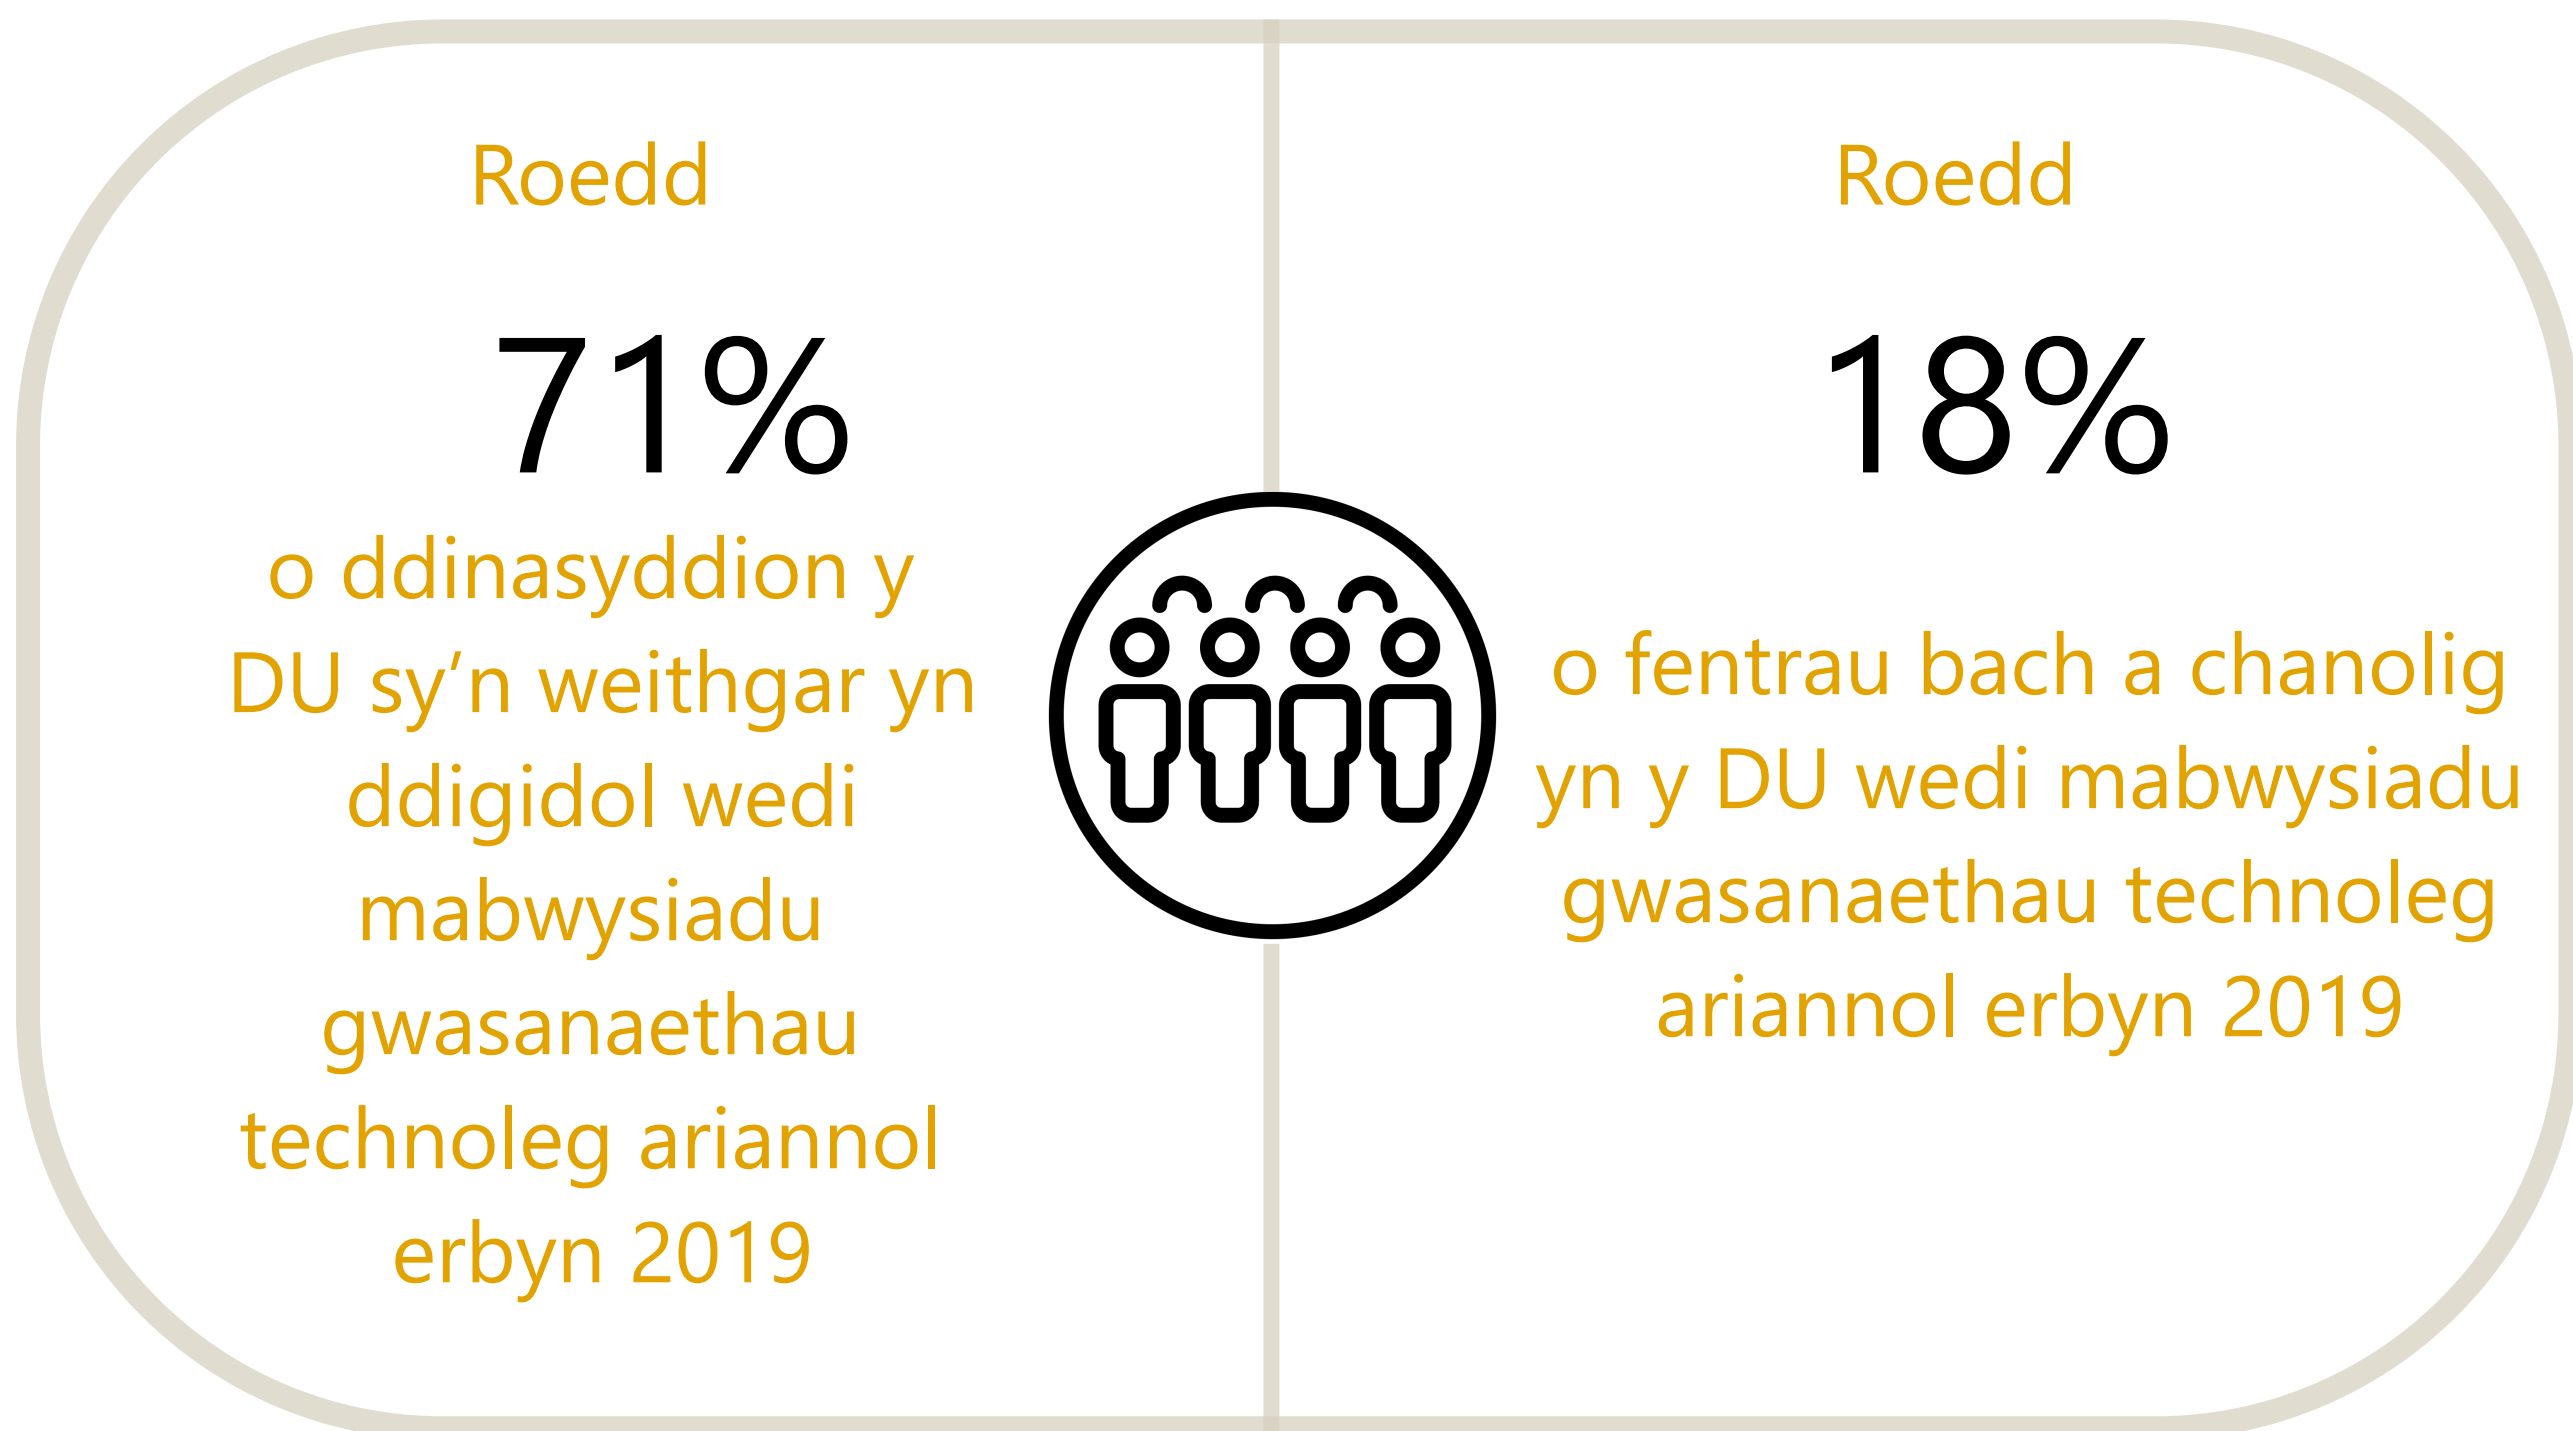 Roedd
71%
o ddinasyddion y
DU sy’n weithgar yn
ddigidol wedi
mabwysiadu
gwasanaethau
technoleg ariannol
erbyn 2019
Roedd
18%
o fentrau bach a chanolig
yn y DU wedi mabwysiadu
gwasanaethau technoleg
ariannol erbyn 2019